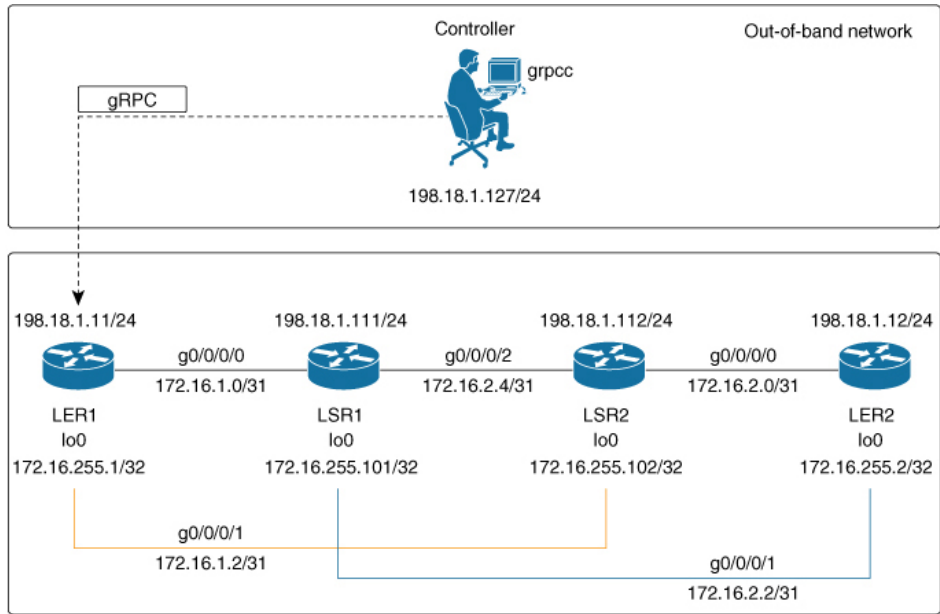 Controller
Out-of-band network
grpcc
gRPC
198.18.1.127/24
198.18.1.11/24
198.18.1.111/24
198.18.1.112/24
198.18.1.12/24
g0/0/0/0
g0/0/0/2
g0/0/0/0
172.16.1.0/31
172.16.2.4/31
172.16.2.0/31
LER1
LSR1
LSR2
LER2
lo0
lo0
lo0
lo0
172.16.255.1/32
172.16.255.101/32
172.16.255.102/32
172.16.255.2/32
g0/0/0/1
172.16.1.2/31
g0/0/0/1
172.16.2.2/31